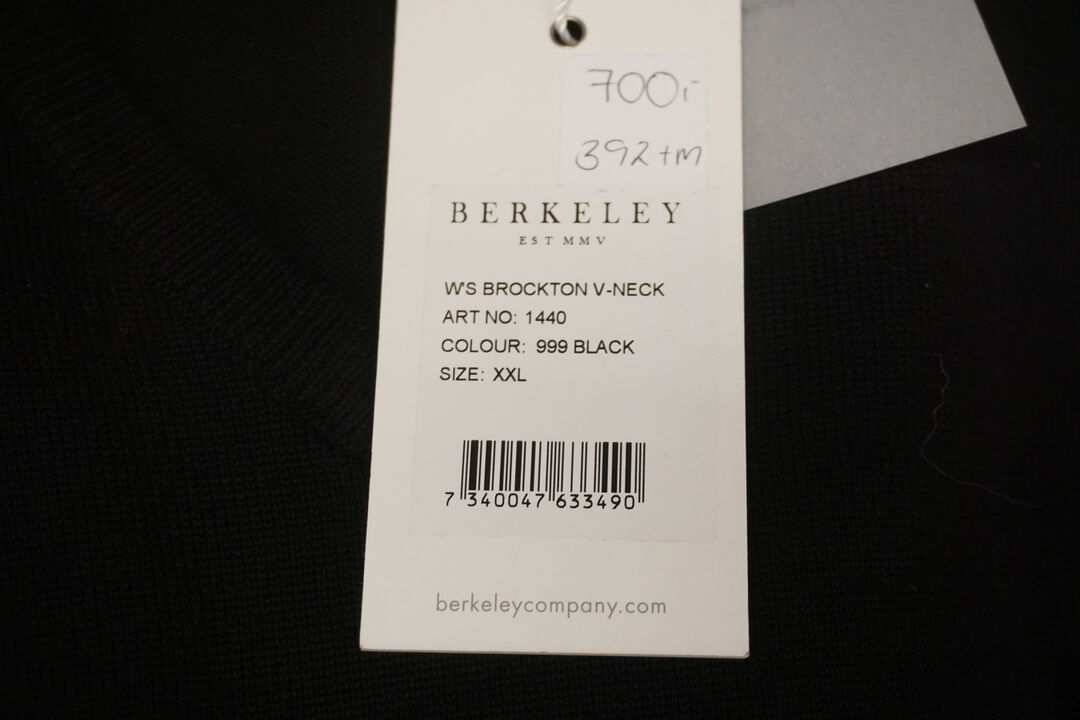 700:-
392+m
BERKELEY
EST MMV
W'S BROCKTON V-NECK
ART NO: 1440
COLOUR: 999 BLACK
SIZE: XXL
7 340047 633490
berkeleycompany.com